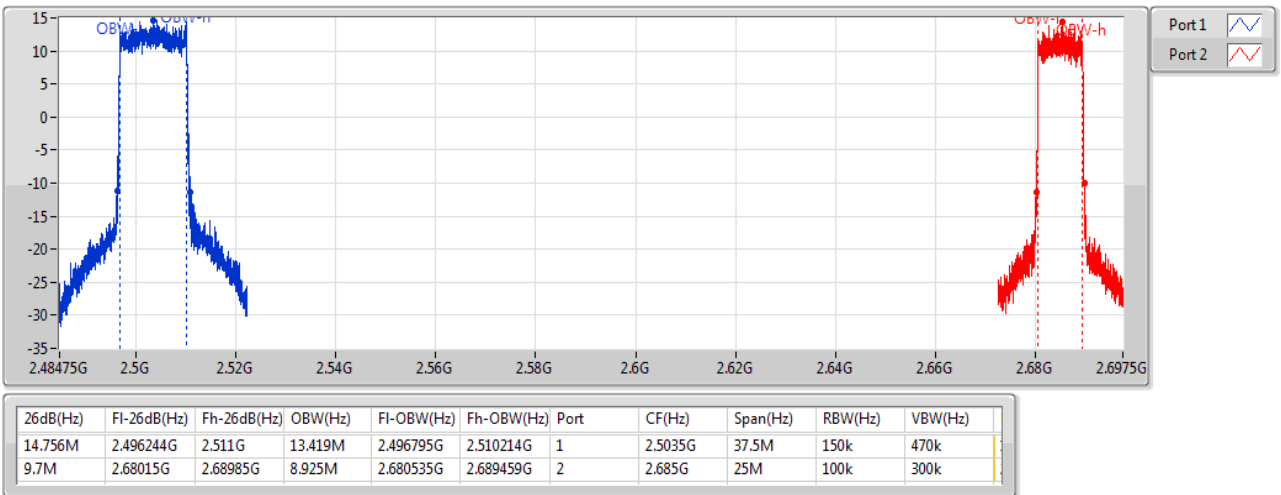 15
10
5
0
-5
-10
-15
-20
-25
-30
-35
OBW-h
OBW-h
2.48475G 2.5G 2.52G 2.54G 2.56G 2.58G 2.6G 2.62G 2.64G 2.66G 2.68G 2.6975G
Port 1
Port 2
26dB(Hz) Fl-26dB(Hz) Fh-26dB(Hz) OBW(Hz) Fl-OBW(Hz) Fh-OBW(Hz) Port CF(Hz) Span(Hz) RBW(Hz) VBW(Hz)
14.756M 2.496244G 2.511G 13.419M 2.496795G 2.510214G 1 2.5035G 37.5M 150k 470k
9.7M 2.68015G 2.68985G 8.925M 2.680535G 2.689459G 2 2.685G 25M 100k 300k